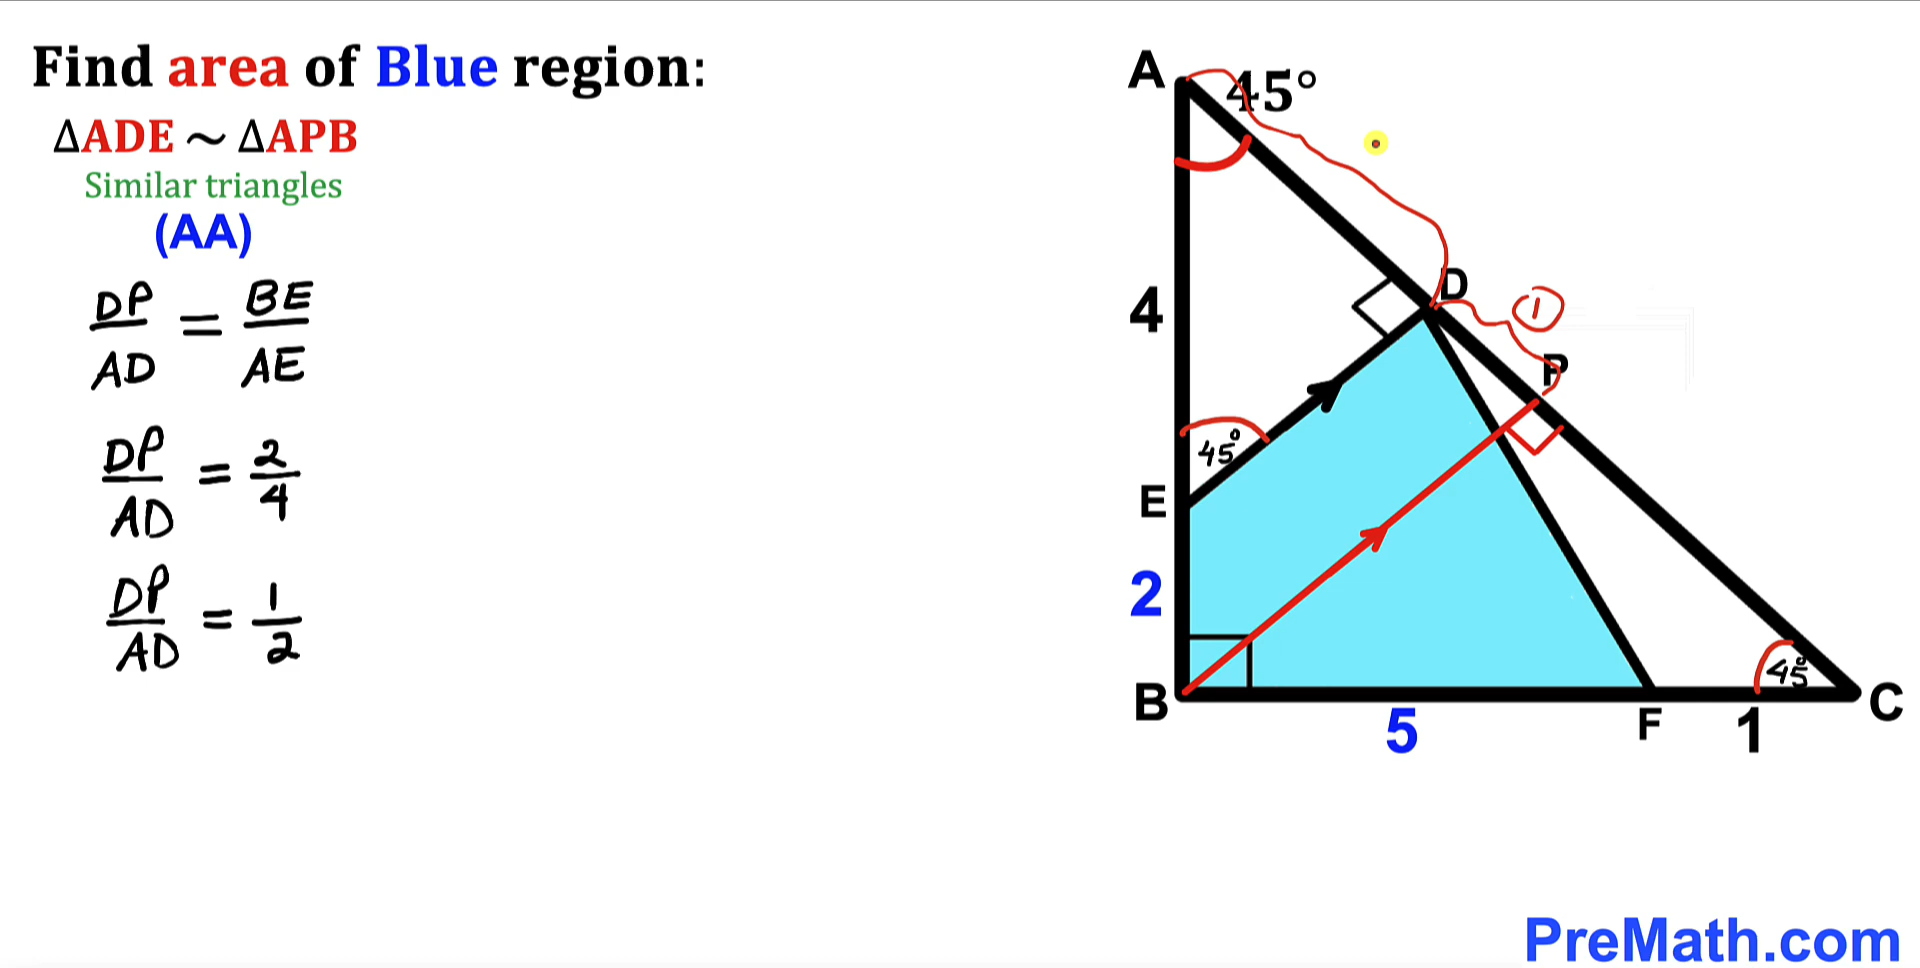 Find area of Blue region:
ΔADE ~ ΔAPB
Similar triangles
(AA)
DP/AD = BE/AE
DP/AD = 2/4
DP/AD = 1/2
A
45°
D
1
P
4
45°
E
2
45°
B
C
5
F
1
PreMath.com